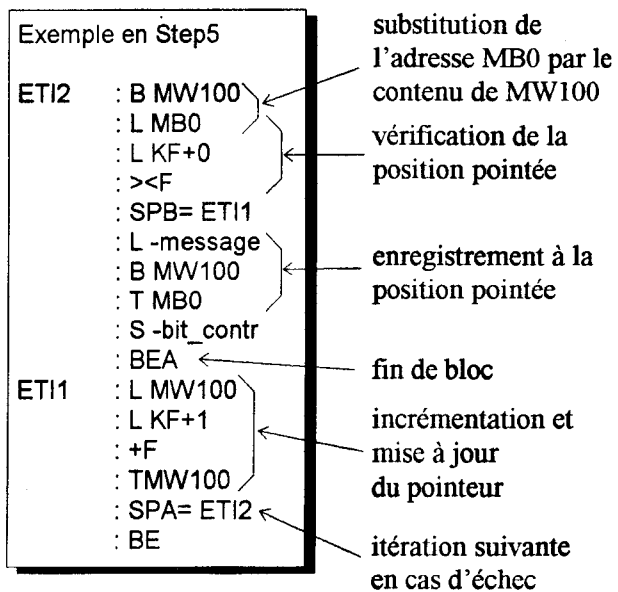 Exemple en Step5
ETI2 : B MW100
: L MB0
: L KF+0
: ><F
: SPB= ETI1
: L -message
: B MW100
: T MB0
: S -bit_contr
: BEA
ETI1 : L MW100
: L KF+1
: +F
: TMW100
: SPA= ETI2
: BE
substitution de
l'adresse MB0 par le
contenu de MW100
vérification de la
position pointée
enregistrement à la
position pointée
fin de bloc
incrémentation et
mise à jour
du pointeur
itération suivante
en cas d'échec